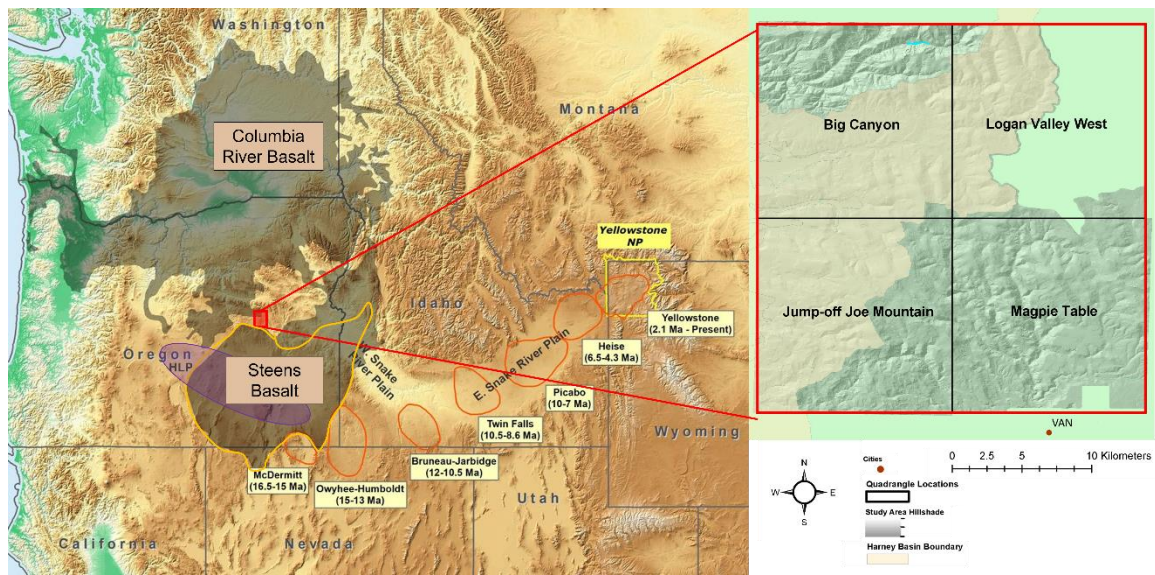 Washington
Montana
Columbia
River Basalt
Yellowstone
NP
Idaho
Yellowstone
(2.1 Ma - Present)
Heise
(6.5-4.3 Ma)
E. Snake River Plain
Picabo
(10-7 Ma)
Oregon
HLP
Steens
Basalt
Snake
River Plain
Twin Falls
(10.5-8.6 Ma)
Wyoming
Bruneau-Jarbidge
(12-10.5 Ma)
McDermitt
(16.5-15 Ma)
Owyhee-Humboldt
(15-13 Ma)
Utah
California
Nevada
Big Canyon
Logan Valley West
Jump-off Joe Mountain
Magpie Table
VAN
N
W
E
S
Cities
0 2.5 5 10 Kilometers
Quadrangle Locations
Study Area Hillshade
Harney Basin Boundary